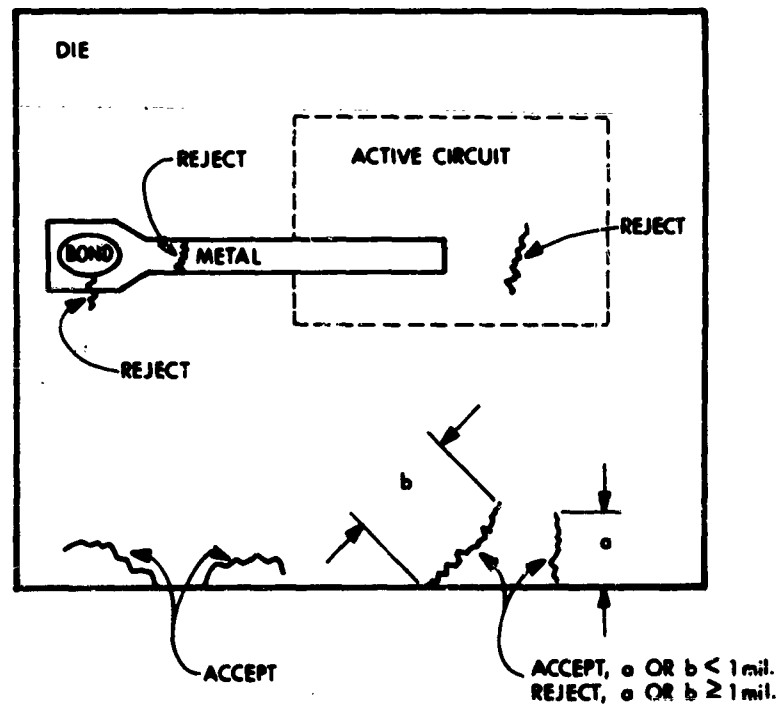 DIE
REJECT
ACTIVE CIRCUIT
REJECT
BOND
METAL
REJECT
b
a
ACCEPT
ACCEPT, a OR b < 1 mil.
REJECT, a OR b ≥ 1 mil.